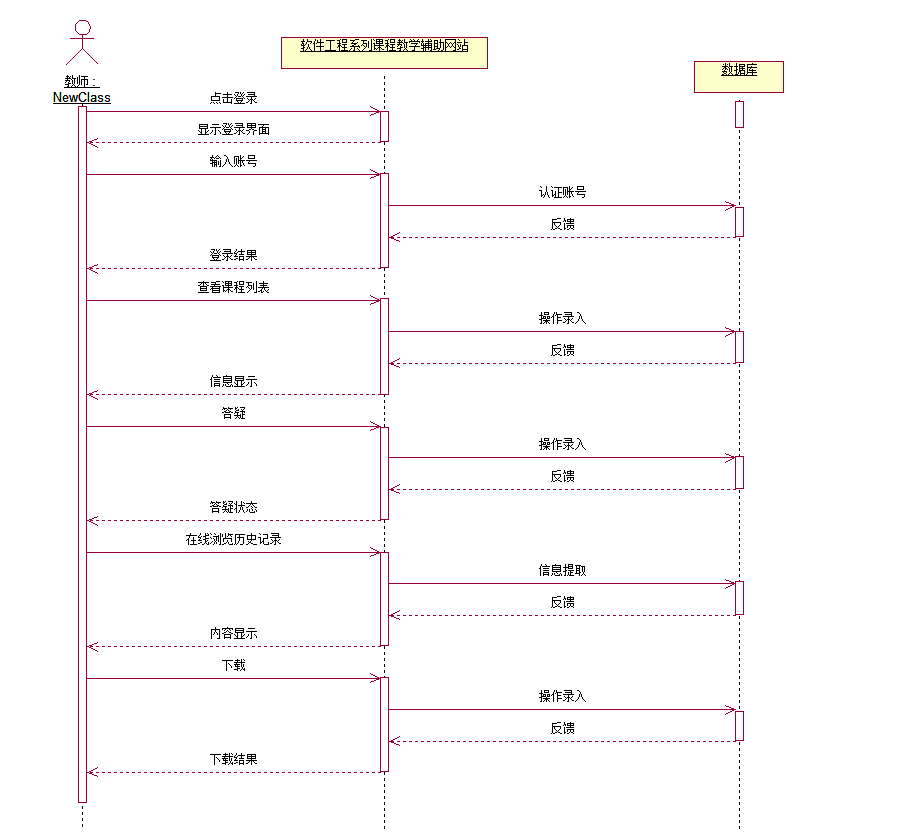 软件工程系列课程教学辅助网站
数据库
教师：
NewClass
点击登录
显示登录界面
输入账号
认证账号
反馈
登录结果
查看课程列表
操作录入
反馈
信息显示
答疑
操作录入
反馈
答疑状态
在线浏览历史记录
信息提取
反馈
内容显示
下载
操作录入
反馈
下载结果